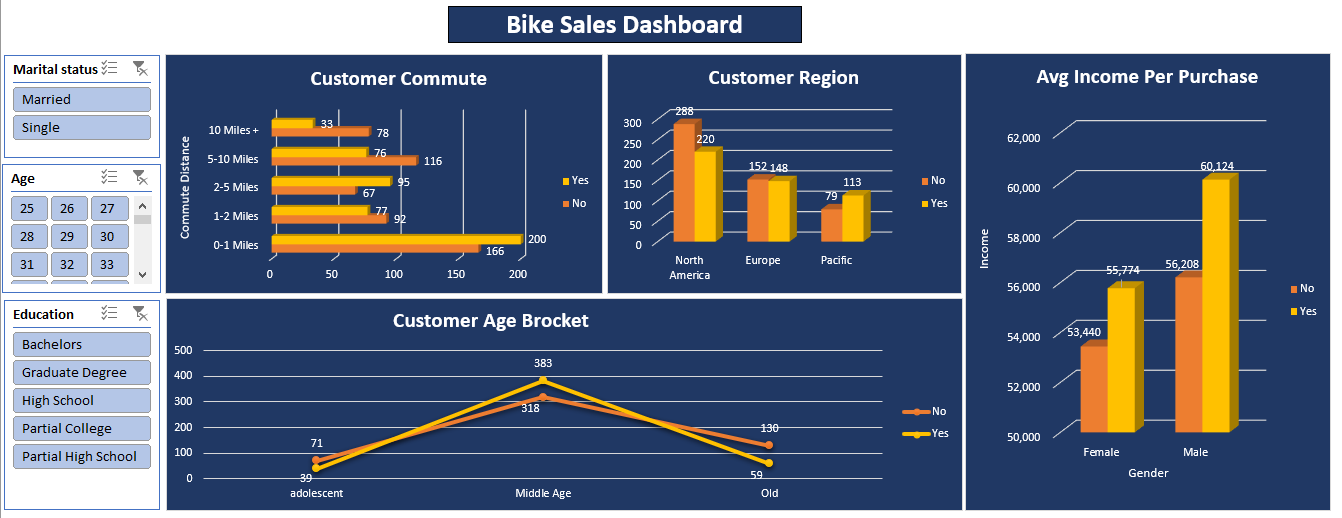 Bike Sales Dashboard
Marital status
Married
Single
Age
25 26 27
28 29 30
31 32 33
Education
Bachelors
Graduate Degree
High School
Partial College
Partial High School
Customer Commute
Commute Distance
10 Miles +
33
78
5-10 Miles
76
116
2-5 Miles
95
67
1-2 Miles
77
92
0-1 Miles
200
166
0 50 100 150 200
Yes
No
Customer Region
300
250
200
150
100
50
0
288
220
152
148
79
113
North America
Europe
Pacific
No
Yes
Customer Age Brocket
500
400
300
200
100
0
71
39
383
318
130
59
adolescent
Middle Age
Old
No
Yes
Avg Income Per Purchase
Income
62,000
60,000
58,000
56,000
54,000
52,000
50,000
53,440
55,774
56,208
60,124
Female
Male
Gender
No
Yes